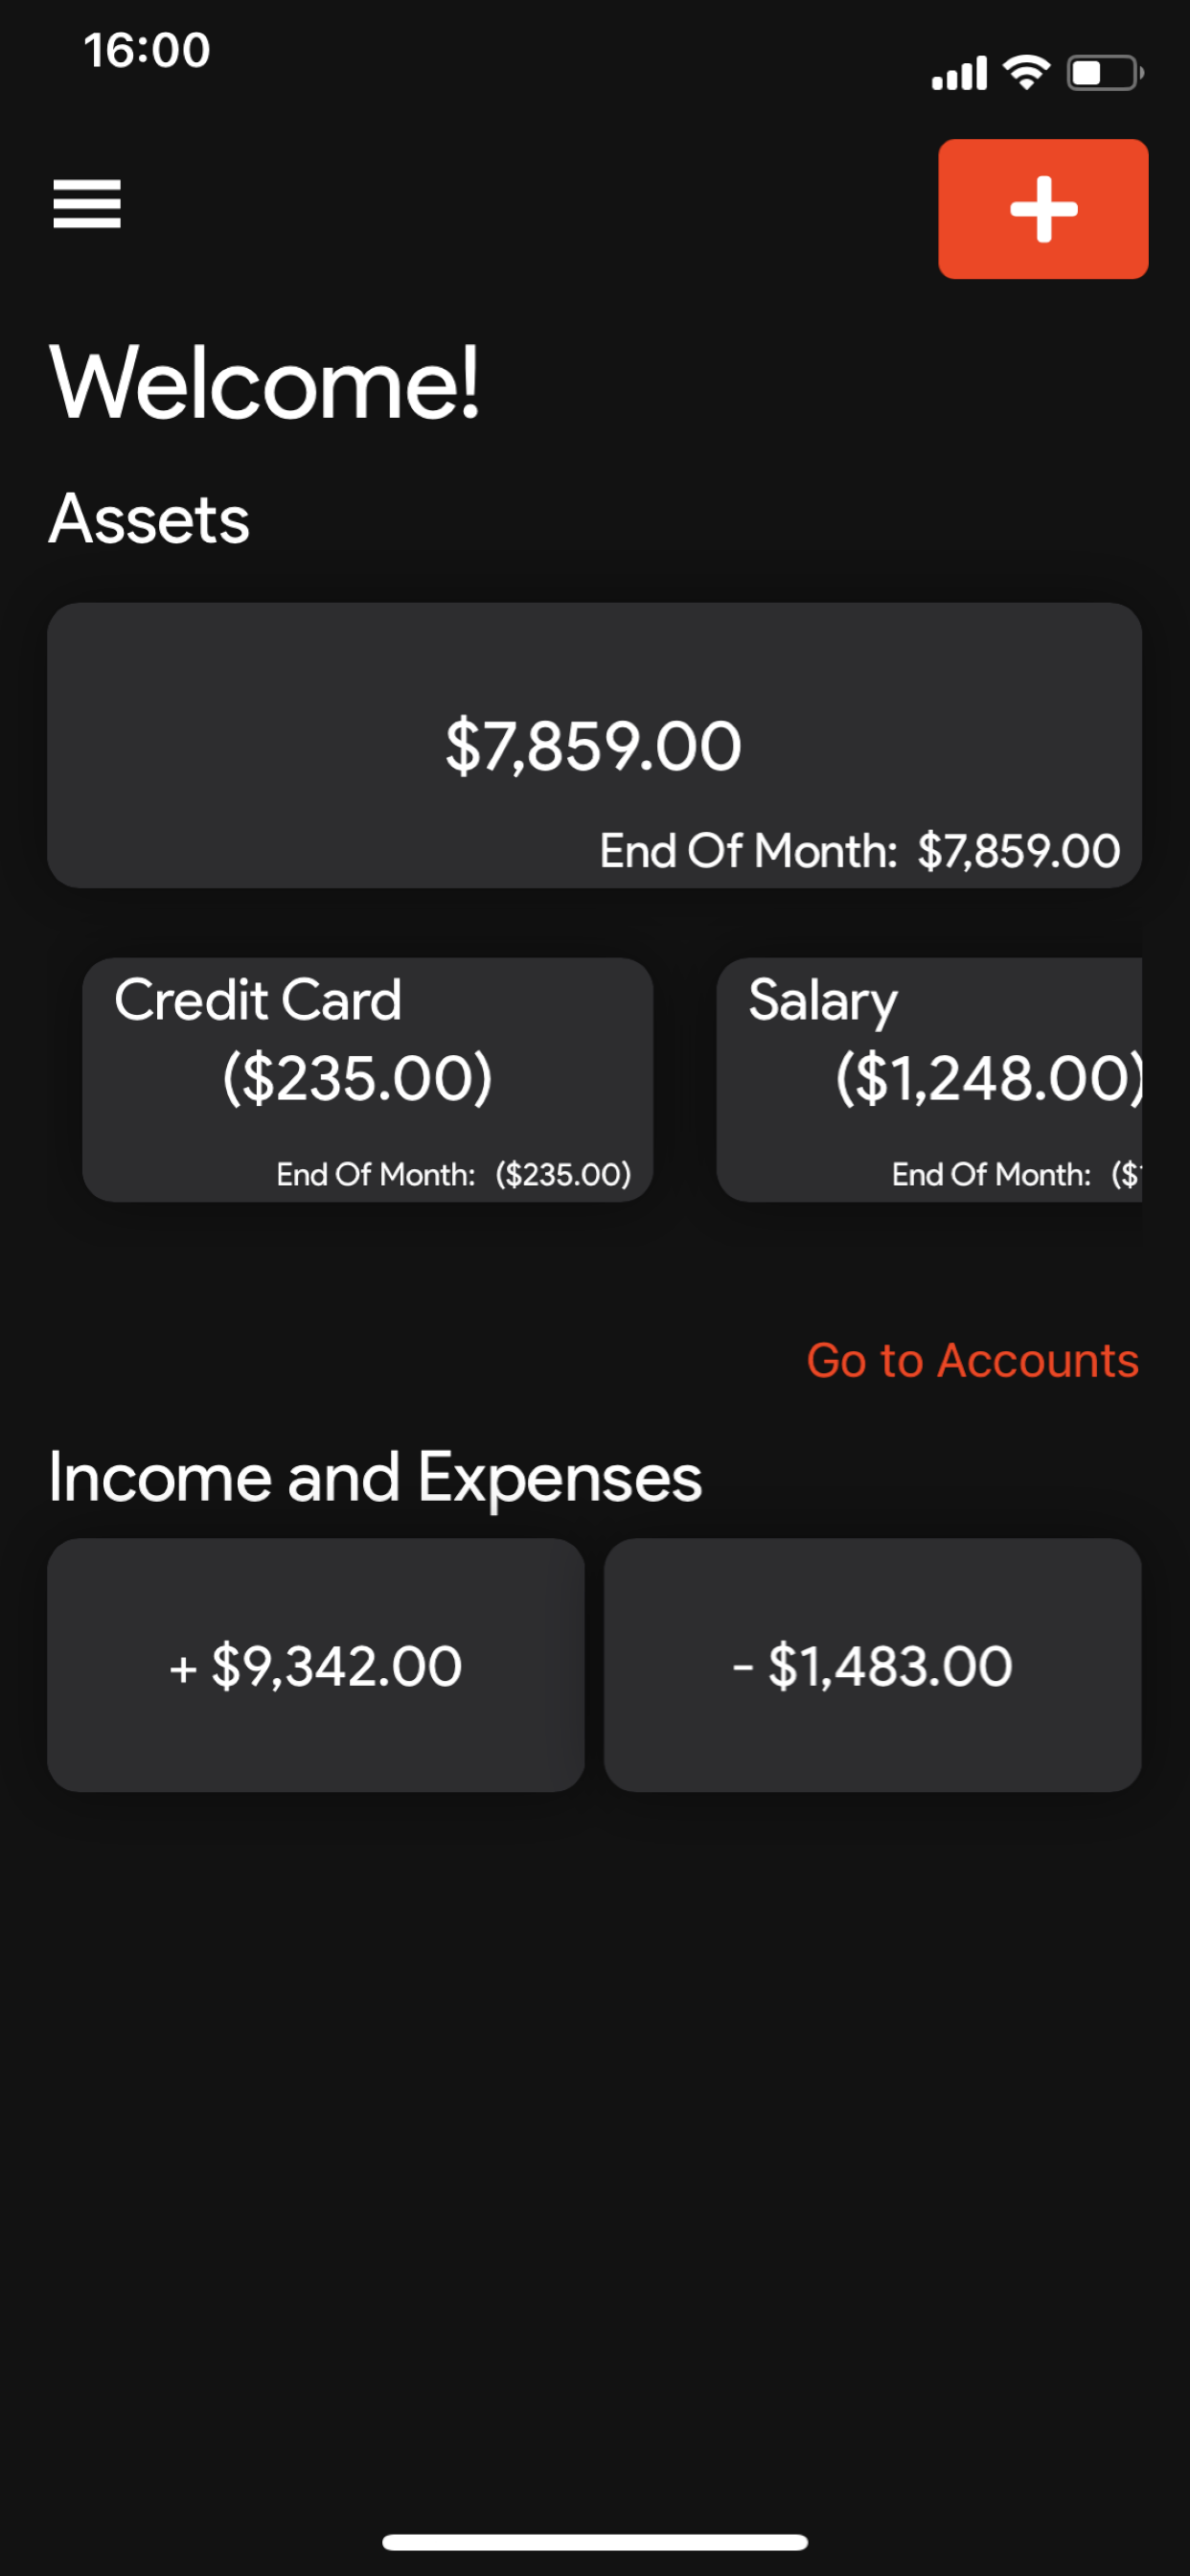 16:00
Welcome!
Assets
$7,859.00
End Of Month: $7,859.00
Credit Card
($235.00)
End Of Month: ($235.00)
Salary
($1,248.00)
End Of Month: ($
Go to Accounts
Income and Expenses
+ $9,342.00
- $1,483.00